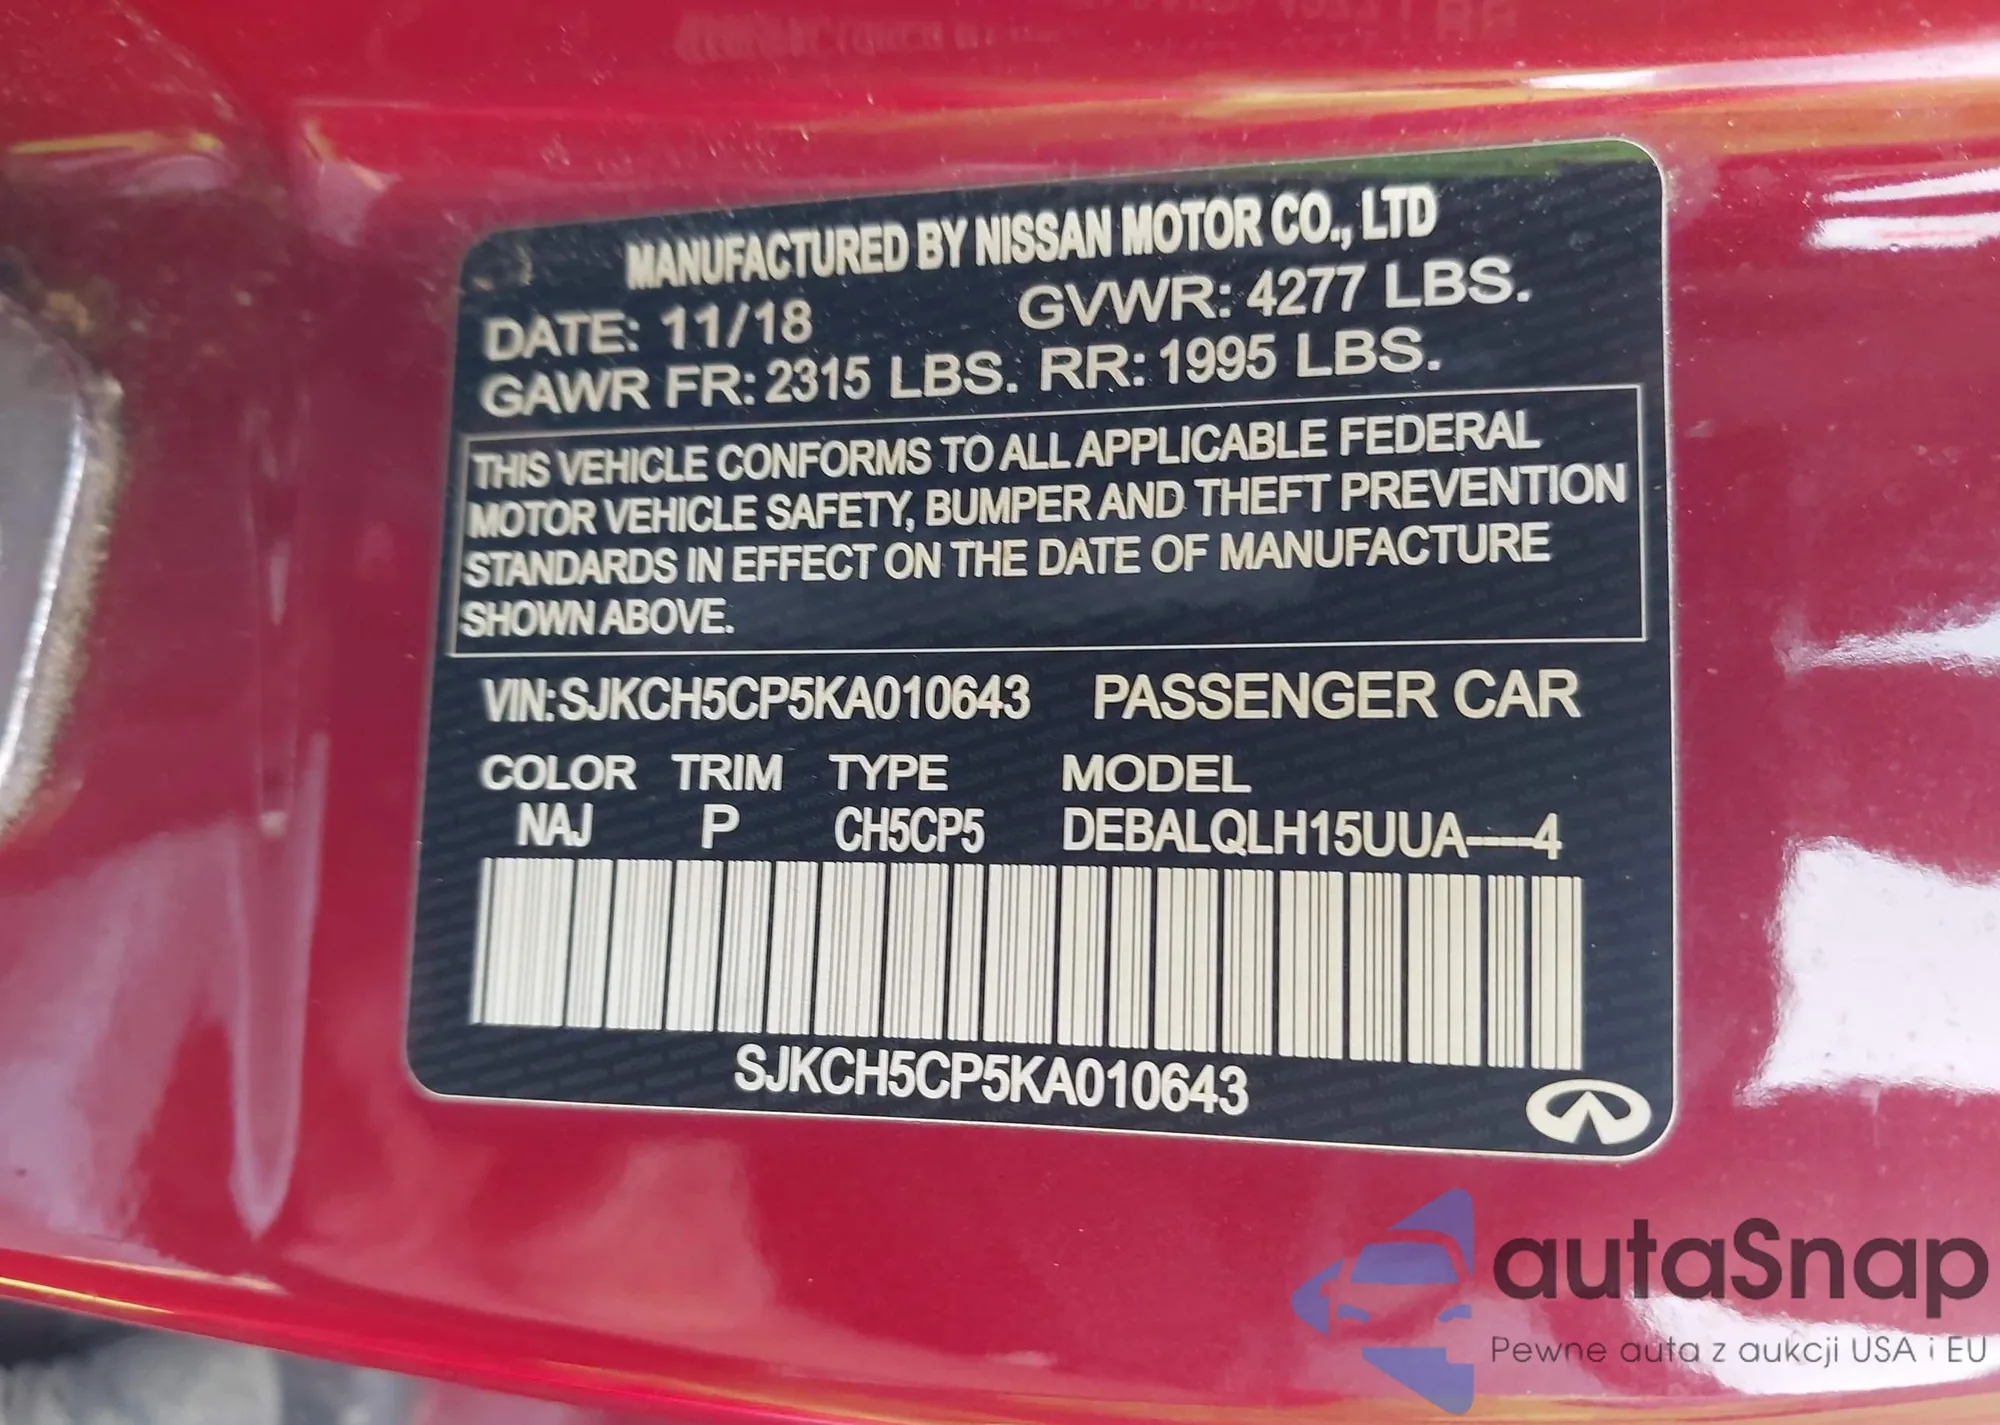 MANUFACTURED BY NISSAN MOTOR CO., LTD
DATE: 11/18 GVWR: 4277 LBS.
GAWR FR: 2315 LBS. RR: 1995 LBS.
THIS VEHICLE CONFORMS TO ALL APPLICABLE FEDERAL
MOTOR VEHICLE SAFETY, BUMPER AND THEFT PREVENTION
STANDARDS IN EFFECT ON THE DATE OF MANUFACTURE
SHOWN ABOVE.
VIN: SJKCH5CP5KA010643 PASSENGER CAR
COLOR TRIM TYPE MODEL
NAJ P CH5CP5 DEBALQLH15UUA----4
SJKCH5CP5KA010643
autaSnap
Pewne auta z aukcji USA i EU